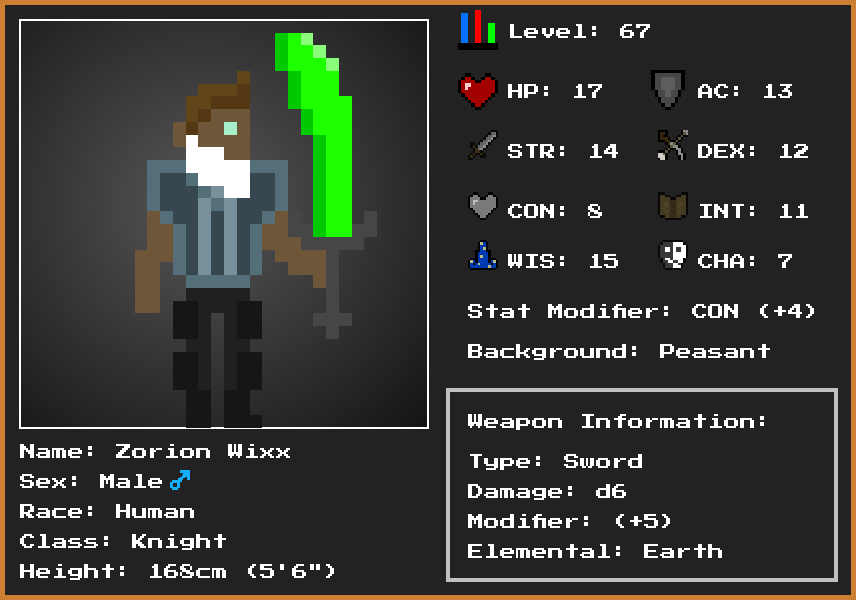 Level: 67
HP: 17
AC: 13
STR: 14
DEX: 12
CON: 8
INT: 11
WIS: 15
CHA: 7
Stat Modifier: CON (+4)
Background: Peasant
Weapon Information:
Type: Sword
Damage: d6
Modifier: (+5)
Elemental: Earth
Name: Zorion Wixx
Sex: Male♂
Race: Human
Class: Knight
Height: 168cm (5'6")